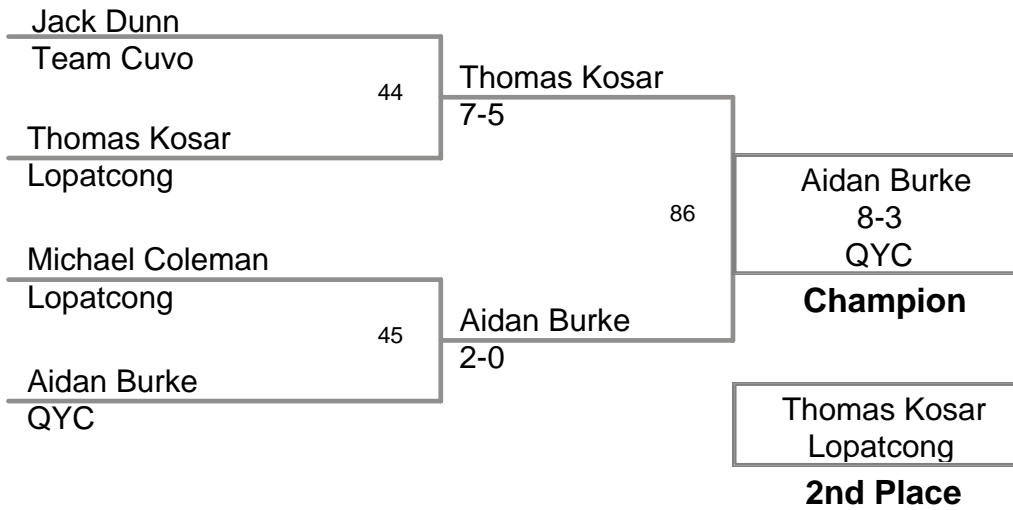 Jack Dunn
Team Cuvo
44
Thomas Kosar
7-5
Thomas Kosar
Lopatcong
86
Aidan Burke
8-3
QYC
Champion
Michael Coleman
Lopatcong
45
Aidan Burke
2-0
Aidan Burke
QYC
Thomas Kosar
Lopatcong
2nd Place